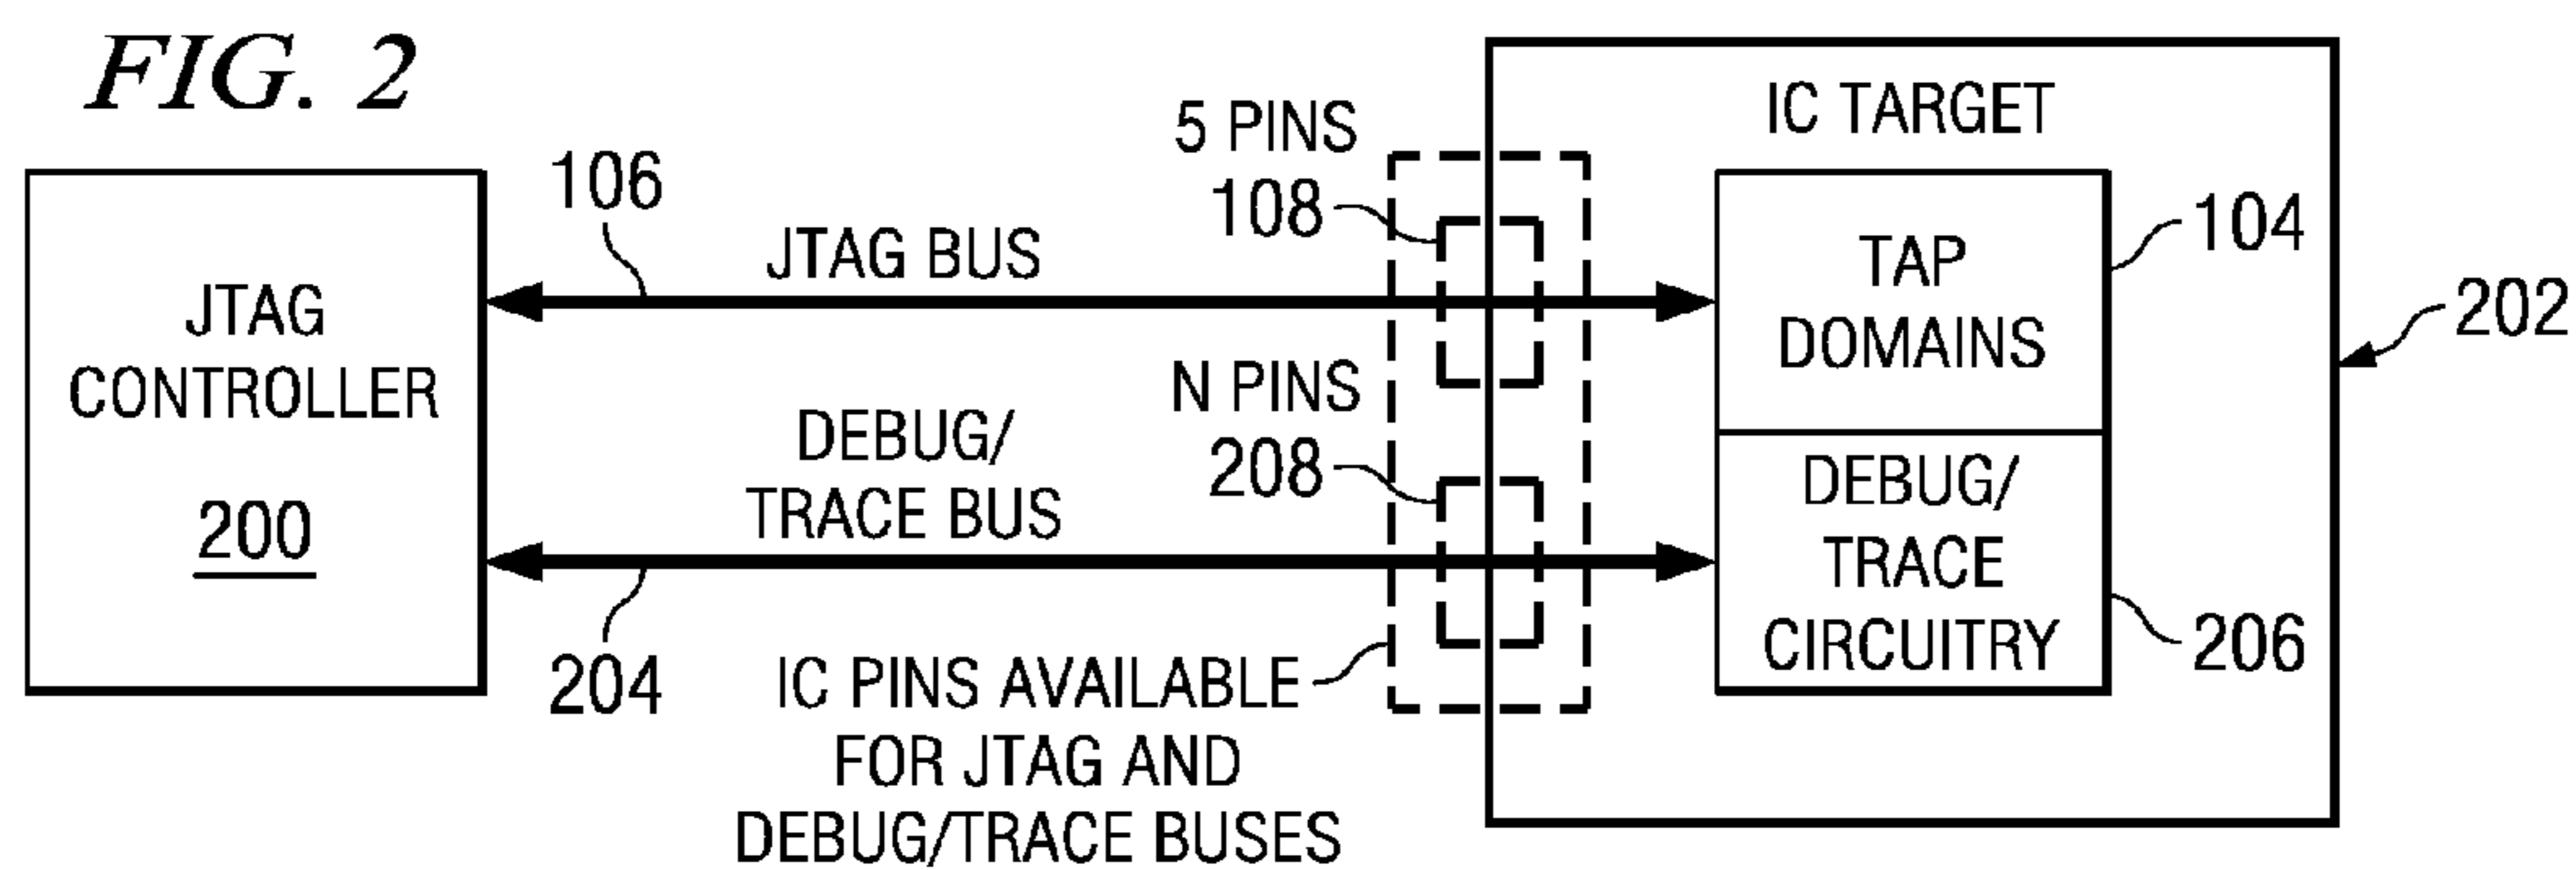 FIG. 2
JTAG
CONTROLLER
200
106
JTAG BUS
DEBUG/
TRACE BUS
204
5 PINS
108
N PINS
208
IC PINS AVAILABLE
FOR JTAG AND
DEBUG/TRACE BUSES
IC TARGET
TAP
DOMAINS
104
DEBUG/
TRACE
CIRCUITRY
206
202